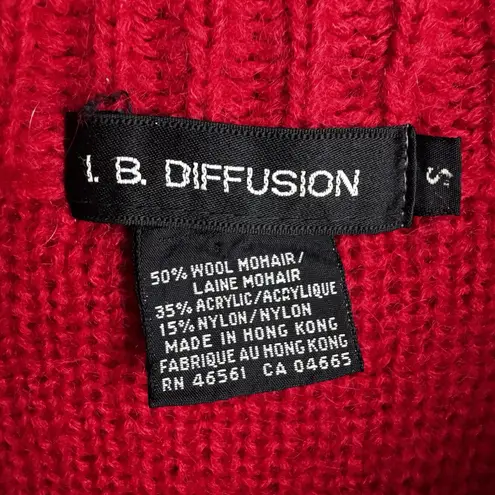 I. B. DIFFUSION
S
50% WOOL MOHAIR/
LAINE MOHAIR
35% ACRYLIC/ACRYLIQUE
15% NYLON/NYLON
MADE IN HONG KONG
FABRIQUE AU HONG KONG
RN 46561 CA 04665